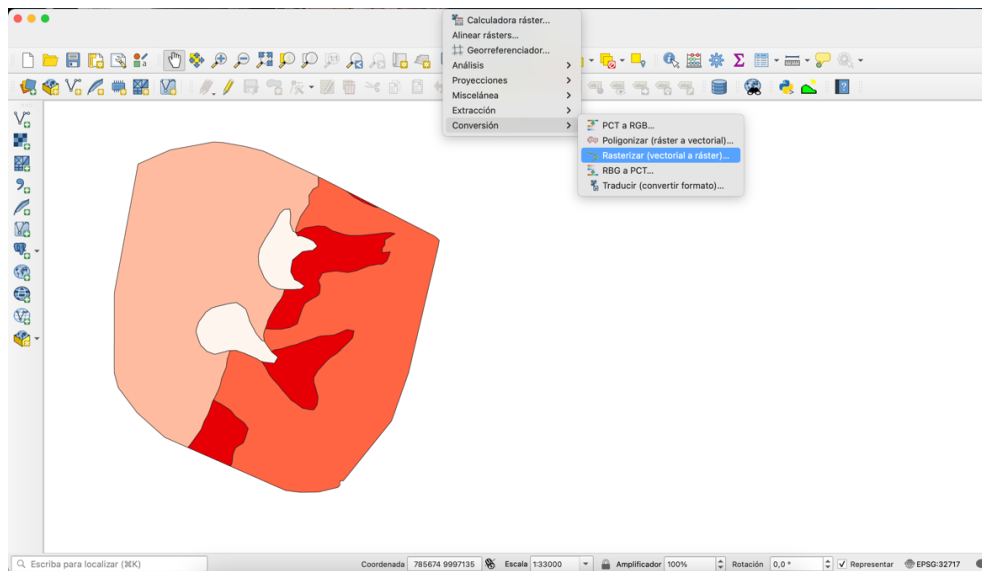 Calculadora ráster...
Alinear rásters...
Georreferenciador...
Análisis
Proyecciones
Miscelánea
Extracción
Conversión
PCT a RGB...
Poligonizar (ráster a vectorial)...
Rasterizar (vectorial a ráster)...
RBG a PCT...
Traducir (convertir formato)...
Escriba para localizar (⌘K)
Coordenada 785674 9997135 Escala 1:33000 Amplificador 100% Rotación 0,0 ° Representar EPSG:32717